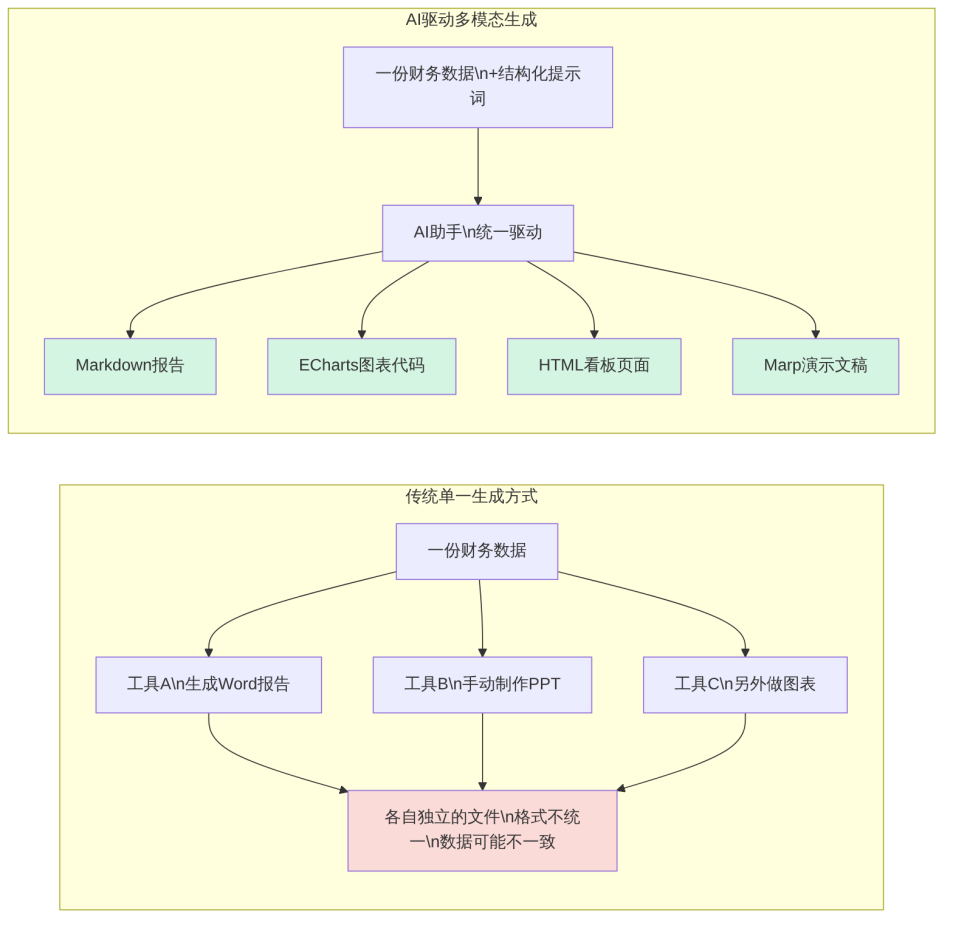 AI驱动多模态生成
一份财务数据\n+结构化提示
词
AI助手\n统一驱动
Markdown报告
ECharts图表代码
HTML看板页面
Marp演示文稿
传统单一生成方式
一份财务数据
工具A\n生成Word报告
工具B\n手动制作PPT
工具C\n另外做图表
各自独立的文件\n格式不统
一\n数据可能不一致